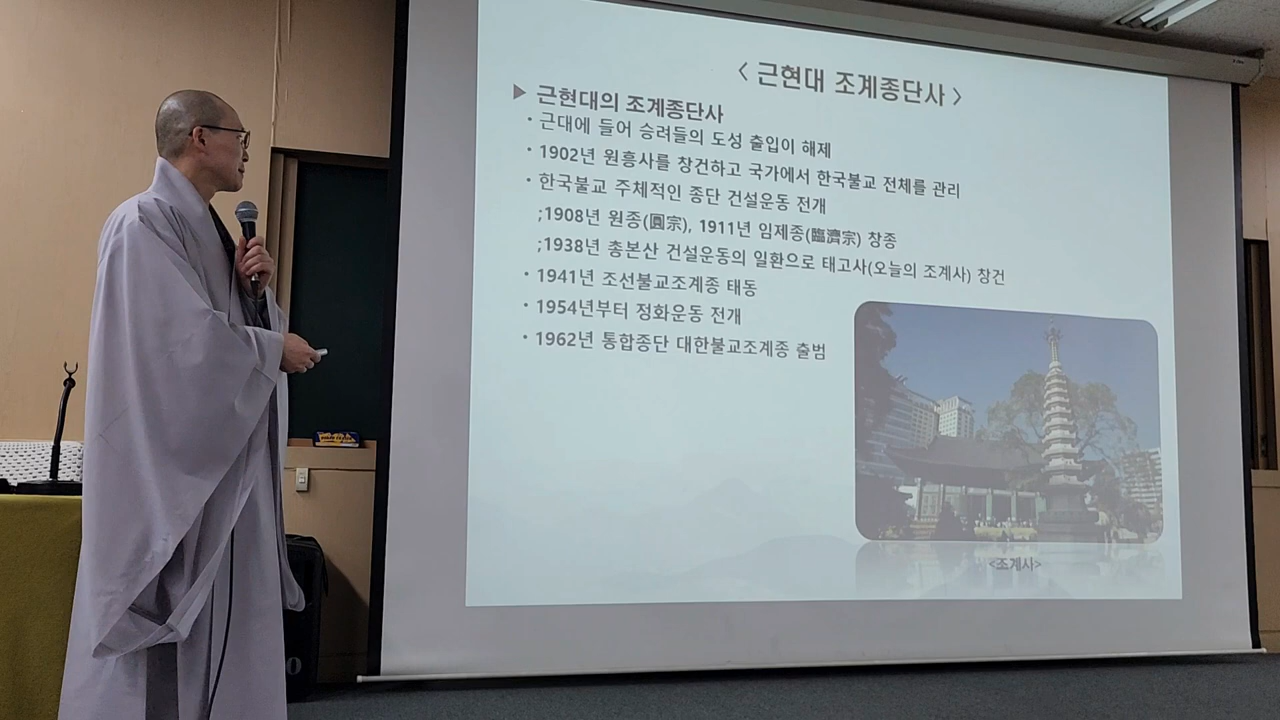 < 근현대 조계종단사 >
▶ 근현대의 조계종단사
· 근대에 들어 승려들의 도성 출입이 해제
· 1902년 원흥사를 창건하고 국가에서 한국불교 전체를 관리
· 한국불교 주체적인 종단 건설운동 전개
;1908년 원종(圓宗), 1911년 임제종(臨濟宗) 창종
;1938년 총본산 건설운동의 일환으로 태고사(오늘의 조계사) 창건
· 1941년 조선불교조계종 태동
· 1954년부터 정화운동 전개
· 1962년 통합종단 대한불교조계종 출범
<조계사>